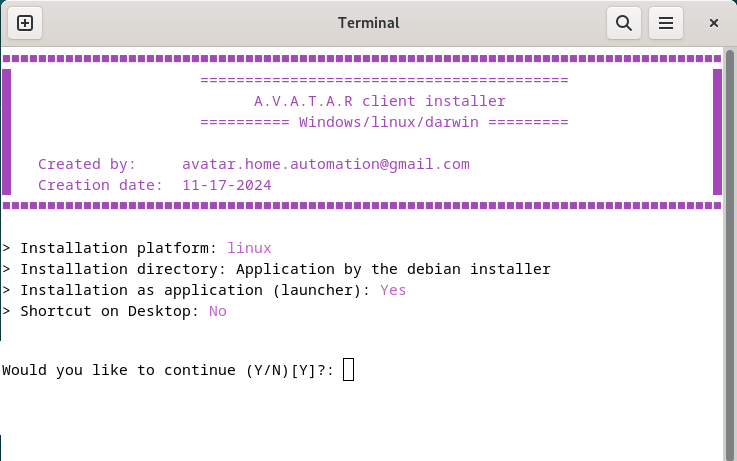 Terminal
=========================================
A.V.A.T.A.R client installer
========== Windows/linux/darwin =========
Created by: avatar.home.automation@gmail.com
Creation date: 11-17-2024
> Installation platform: linux
> Installation directory: Application by the debian installer
> Installation as application (launcher): Yes
> Shortcut on Desktop: No
Would you like to continue (Y/N)[Y]?: